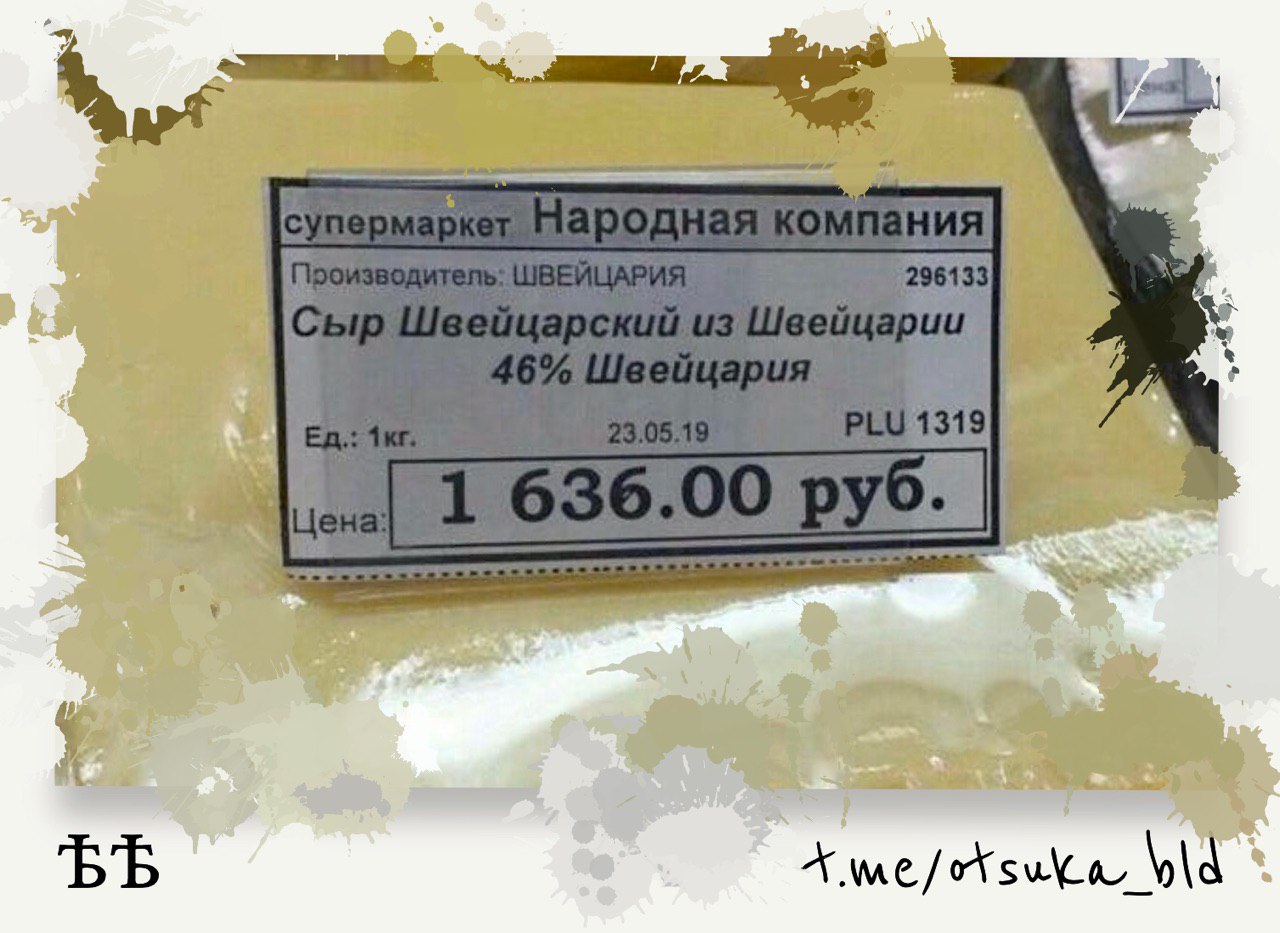 супермаркет Народная компания
Производитель: ШВЕЙЦАРИЯ 296133
Сыр Швейцарский из Швейцарии
46% Швейцария
Ед.: 1кг. 23.05.19 PLU 1319
Цена: 1 636.00 руб.
ѢѢ t.me/otsuka_bld